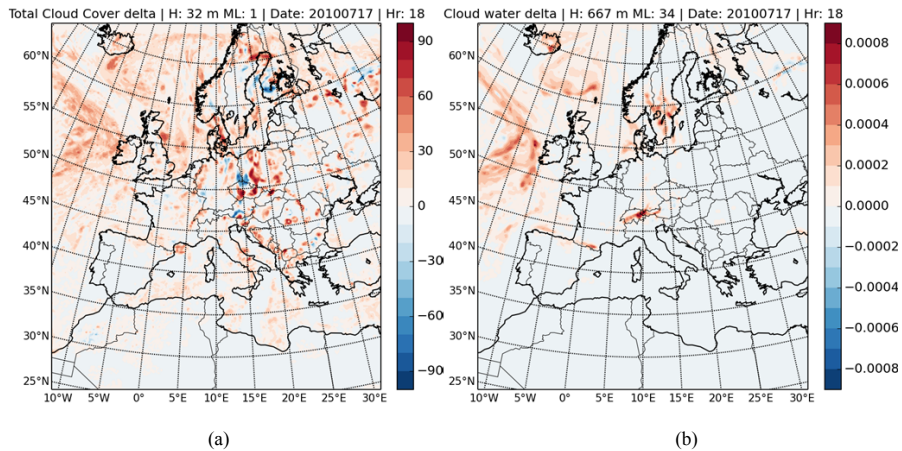 Total Cloud Cover delta | H: 32 m ML: 1 | Date: 20100717 | Hr: 18
60°N
55°N
50°N
45°N
40°N
35°N
30°N
25°N
10°W 5°W 0° 5°E 10°E 15°E 20°E 25°E 30°E
90
60
30
0
−30
−60
−90
(a)
Cloud water delta | H: 667 m ML: 34 | Date: 20100717 | Hr: 18
60°N
55°N
50°N
45°N
40°N
35°N
30°N
25°N
10°W 5°W 0° 5°E 10°E 15°E 20°E 25°E 30°E
0.0008
0.0006
0.0004
0.0002
0.0000
−0.0002
−0.0004
−0.0006
−0.0008
(b)